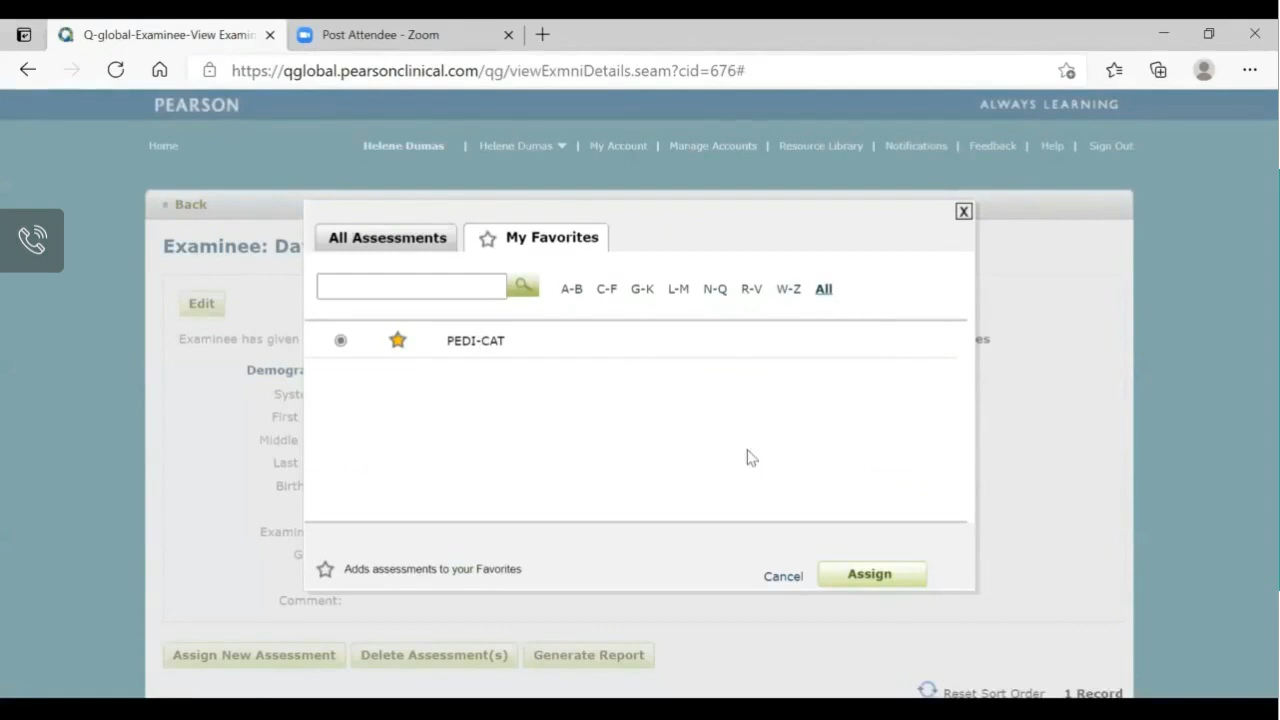 Q-global-Examinee-View Examin
Post Attendee - Zoom
https://qglobal.pearsonclinical.com/qg/viewExmniDetails.seam?cid=676#
PEARSON
ALWAYS LEARNING
Home
Helene Dumas | Helene Dumas | My Account | Manage Accounts | Resource Library | Notifications | Feedback | Help | Sign Out
Back
X
All Assessments
My Favorites
Examinee: Da
A-B C-F G-K L-M N-Q R-V W-Z All
Edit
Examinee has given
es
PEDI-CAT
Demogra
Syst
First
Middle
Last
Birth
Examin
G
Adds assessments to your Favorites
Cancel
Assign
Comment:
Assign New Assessment
Delete Assessment(s)
Generate Report
Reset Sort Order
1 Record